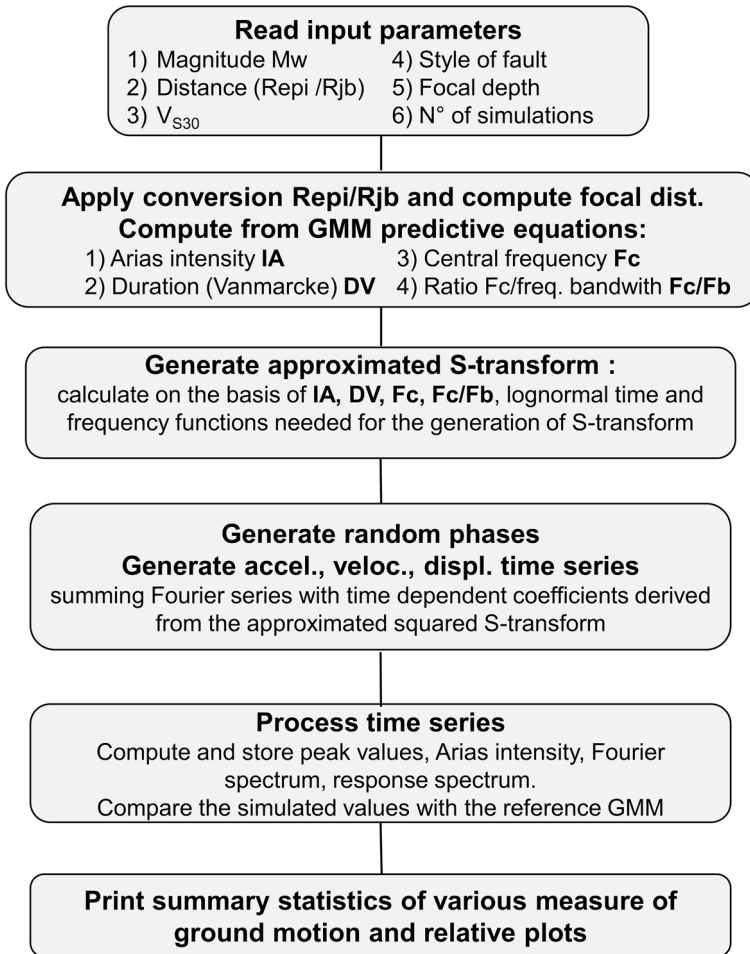 Read input parameters
1) Magnitude Mw 4) Style of fault
2) Distance (Repi /Rjb) 5) Focal depth
3) VS30 6) N° of simulations
Apply conversion Repi/Rjb and compute focal dist.
Compute from GMM predictive equations:
1) Arias intensity IA 3) Central frequency Fc
2) Duration (Vanmarcke) DV 4) Ratio Fc/freq. bandwith Fc/Fb
Generate approximated S-transform :
calculate on the basis of IA, DV, Fc, Fc/Fb, lognormal time and
frequency functions needed for the generation of S-transform
Generate random phases
Generate accel., veloc., displ. time series
summing Fourier series with time dependent coefficients derived
from the approximated squared S-transform
Process time series
Compute and store peak values, Arias intensity, Fourier
spectrum, response spectrum.
Compare the simulated values with the reference GMM
Print summary statistics of various measure of
ground motion and relative plots